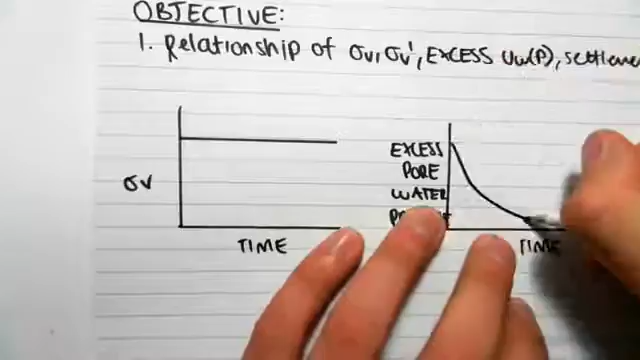 OBJECTIVE:
1. Relationship of σv, σv', EXCESS Uw(P), settleme
EXCESS
PORE
WATER
σv
TIME
TIME